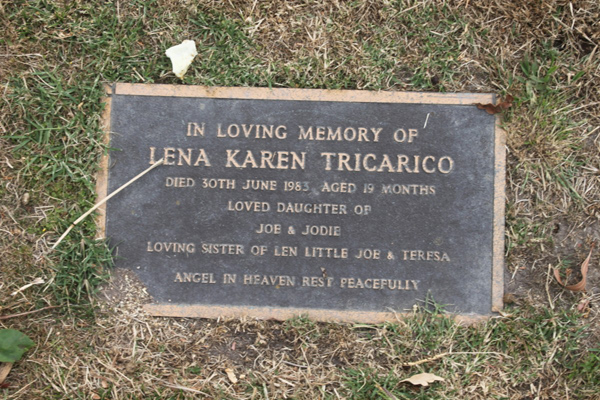 IN LOVING MEMORY OF
LENA KAREN TRICARICO
DIED 30TH JUNE 1983 AGED 19 MONTHS
LOVED DAUGHTER OF
JOE & JODIE
LOVING SISTER OF LEN LITTLE JOE & TERESA
ANGEL IN HEAVEN REST PEACEFULLY